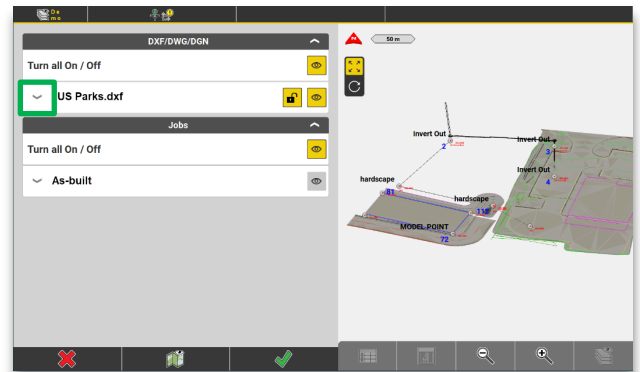 DXF/DWG/DGN
Turn all On / Off
US Parks.dxf
Jobs
Turn all On / Off
As-built
50 m
Invert Out
2
Invert Out
3
Invert Out
4
hardscape
81
hardscape
112
MODEL-POINT
72